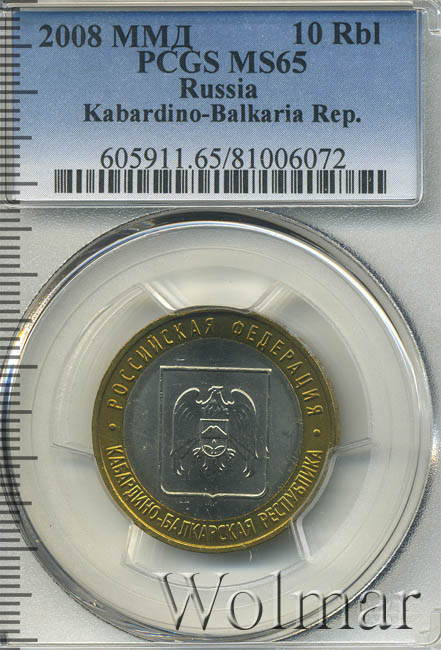 2008 ММД 10 Rbl
PCGS MS65
Russia
Kabardino-Balkaria Rep.
605911.65/81006072
• РОССИЙСКАЯ ФЕДЕРАЦИЯ •
КАБАРДИНО-БАЛКАРСКАЯ РЕСПУБЛИКА
Wolmar